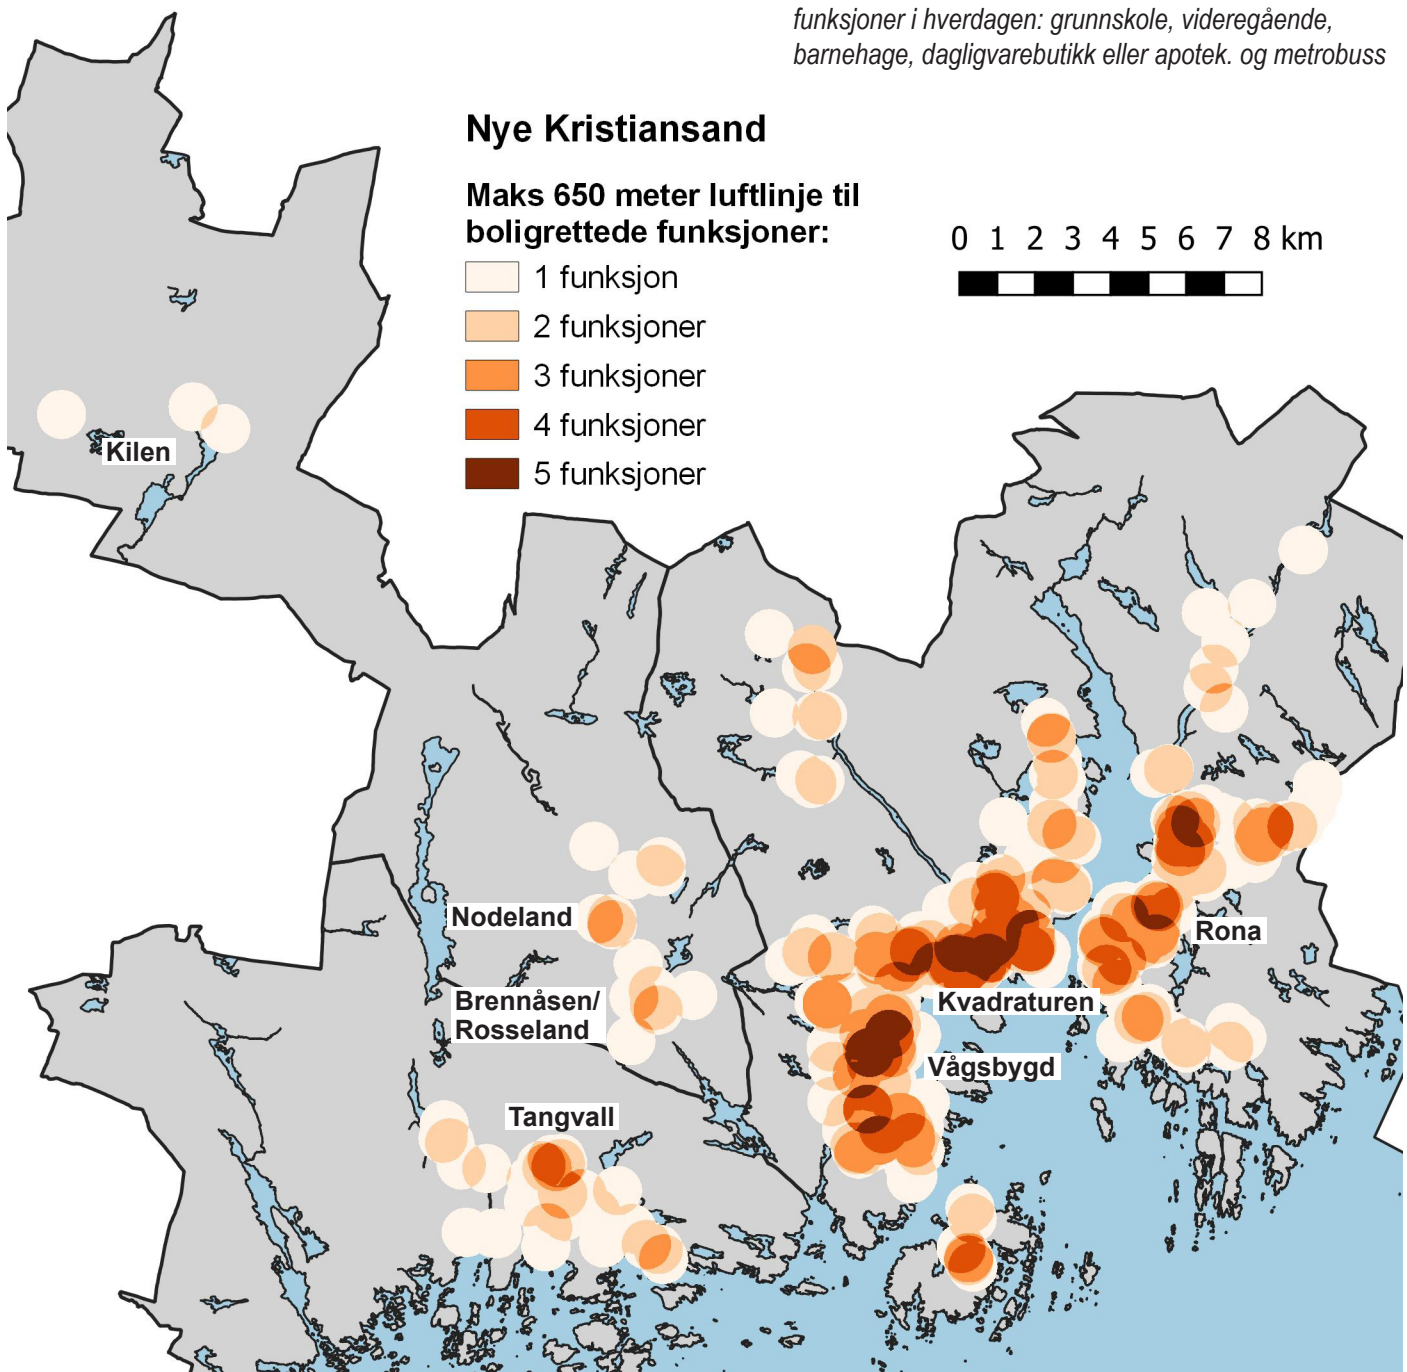 funksjoner i hverdagen: grunnskole, videregående,
barnehage, dagligvarebutikk eller apotek. og metrobuss
Nye Kristiansand
Maks 650 meter luftlinje til
boligrettede funksjoner:
1 funksjon
2 funksjoner
3 funksjoner
4 funksjoner
5 funksjoner
0 1 2 3 4 5 6 7 8 km
Kilen
Nodeland
Rona
Brennåsen/
Rosseland
Kvadraturen
Vågsbygd
Tangvall